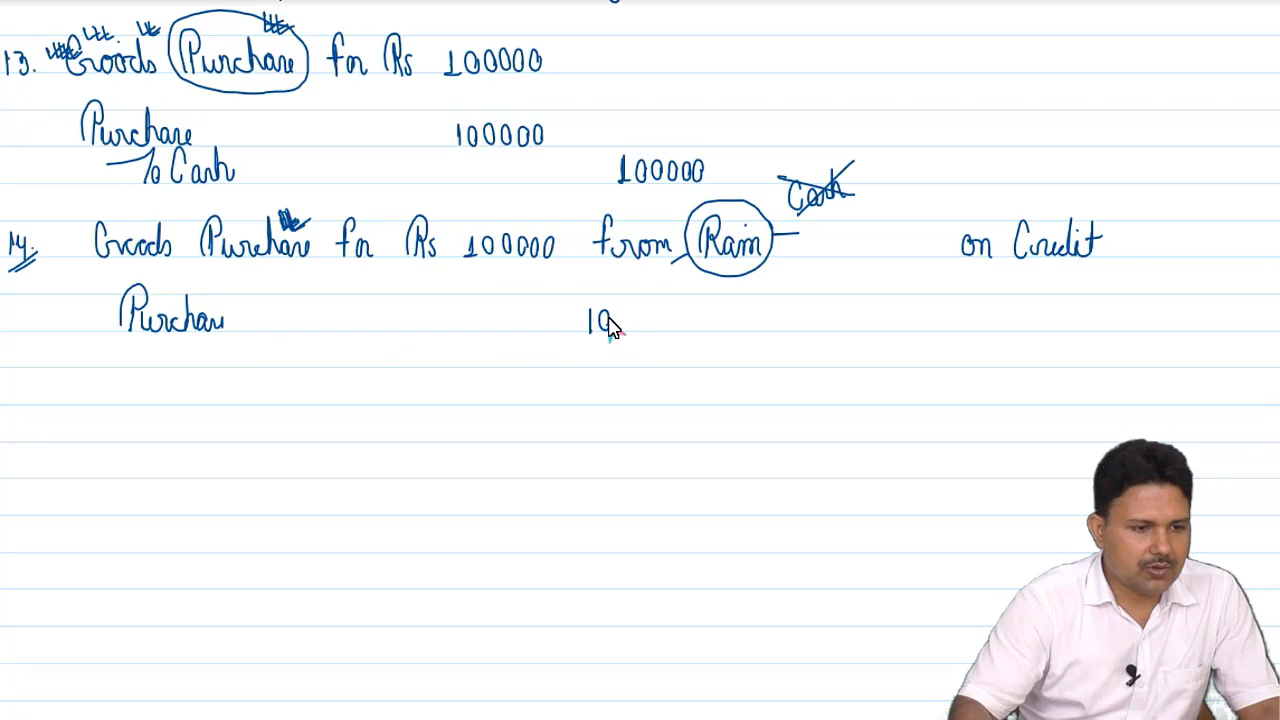 13. Goods Purchase for Rs 100000
Purchase 100000
To Cash 100000
Cash
14. Goods Purchase for Rs 100000 from Ram on Credit
Purchase 10